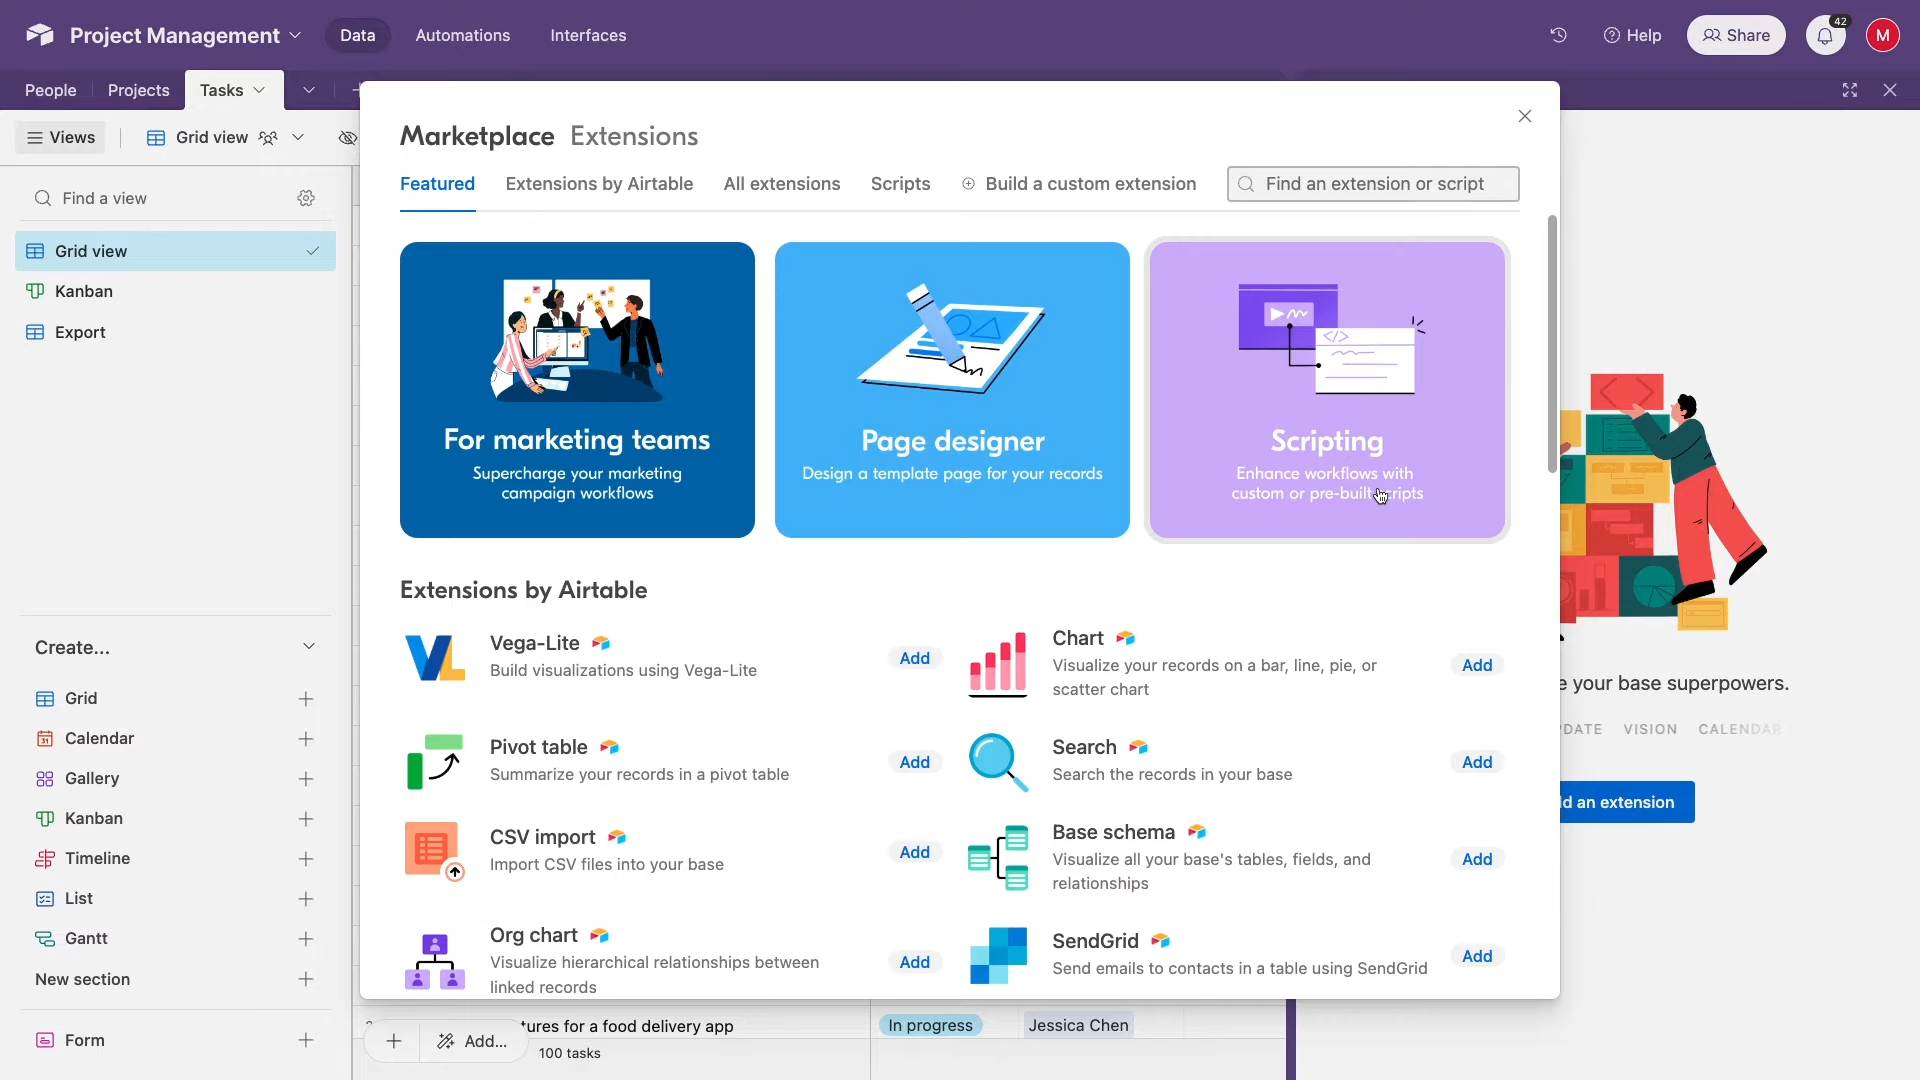 Project Management
Data
Automations
Interfaces
Help
Share
42
M
People
Projects
Tasks
Views
Grid view
Find a view
Grid view
Kanban
Export
Create...
Grid
Calendar
Gallery
Kanban
Timeline
List
Gantt
New section
Form
Marketplace Extensions
Featured
Extensions by Airtable
All extensions
Scripts
Build a custom extension
Find an extension or script
For marketing teams
Supercharge your marketing
campaign workflows
Page designer
Design a template page for your records
Scripting
Enhance workflows with
custom or pre-built
Extensions by Airtable
Vega-Lite
Build visualizations using Vega-Lite
Add
Chart
Visualize your records on a bar, line, pie, or
scatter chart
Add
Pivot table
Summarize your records in a pivot table
Add
Search
Search the records in your base
Add
CSV import
Import CSV files into your base
Add
Base schema
Visualize all your base's tables, fields, and
relationships
Add
Org chart
Visualize hierarchical relationships between
linked records
Add
SendGrid
Send emails to contacts in a table using SendGrid
Add
your base superpowers.
VISION
CALENDAR
an extension
for a food delivery app
In progress
Jessica Chen
Add...
100 tasks